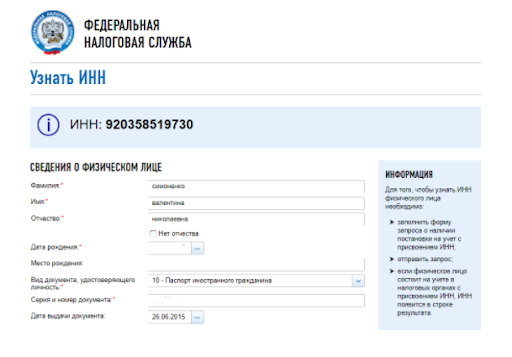 ФЕДЕРАЛЬНАЯ
НАЛОГОВАЯ СЛУЖБА
Узнать ИНН
ИНН: 920358519730
СВЕДЕНИЯ О ФИЗИЧЕСКОМ ЛИЦЕ
Фамилия:*
симоненко
Имя:*
валентина
Отчество:*
николаевна
Нет отчества
Дата рождения:*
Место рождения:
Вид документа, удостоверяющего
личность:*
10 - Паспорт иностранного гражданина
Серия и номер документа:*
Дата выдачи документа:
26.06.2015
ИНФОРМАЦИЯ
Для того, чтобы узнать ИНН
физического лица
необходимо:
заполнить форму
запроса о наличии
постановки на учет с
присвоением ИНН;
отправить запрос;
если физическое лицо
состоит на учете в
налоговых органах с
присвоением ИНН, ИНН
появится в строке
результата.